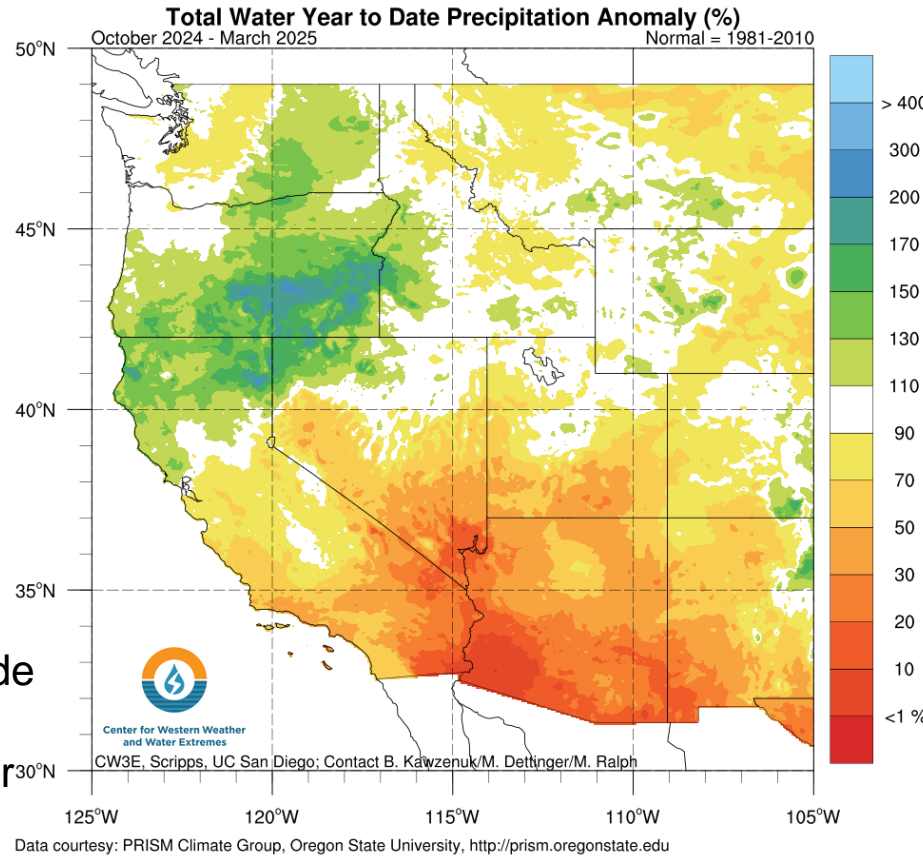 Total Water Year to Date Precipitation Anomaly (%)
October 2024 - March 2025
Normal = 1981-2010
50°N
45°N
40°N
35°N
30°N
125°W
120°W
115°W
110°W
105°W
> 400
300
200
170
150
130
110
90
70
50
30
20
10
<1 %
de
r
Center for Western Weather
and Water Extremes
CW3E, Scripps, UC San Diego; Contact B. Kawzenuk/M. Dettinger/M. Ralph
Data courtesy: PRISM Climate Group, Oregon State University, http://prism.oregonstate.edu